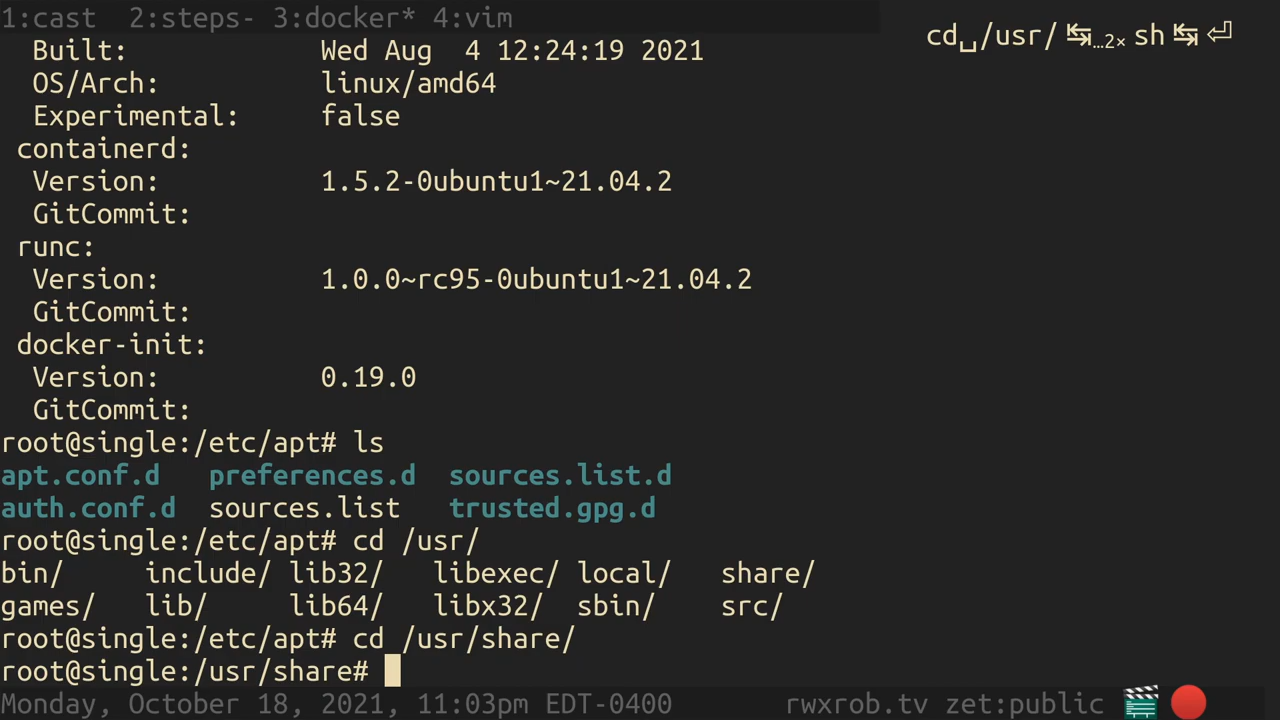 1:cast  2:steps- 3:docker* 4:vim
cd␣/usr/ ↹…2× sh ↹ ⏎
  Built:            Wed Aug  4 12:24:19 2021
  OS/Arch:          linux/amd64
  Experimental:     false
 containerd:
  Version:          1.5.2-0ubuntu1~21.04.2
  GitCommit:
 runc:
  Version:          1.0.0~rc95-0ubuntu1~21.04.2
  GitCommit:
 docker-init:
  Version:          0.19.0
  GitCommit:
root@single:/etc/apt# ls
apt.conf.d   preferences.d  sources.list.d
auth.conf.d  sources.list   trusted.gpg.d
root@single:/etc/apt# cd /usr/
bin/     include/ lib32/   libexec/ local/   share/
games/   lib/     lib64/   libx32/  sbin/    src/
root@single:/etc/apt# cd /usr/share/
root@single:/usr/share#
Monday, October 18, 2021, 11:03pm EDT-0400       rwxrob.tv zet:public